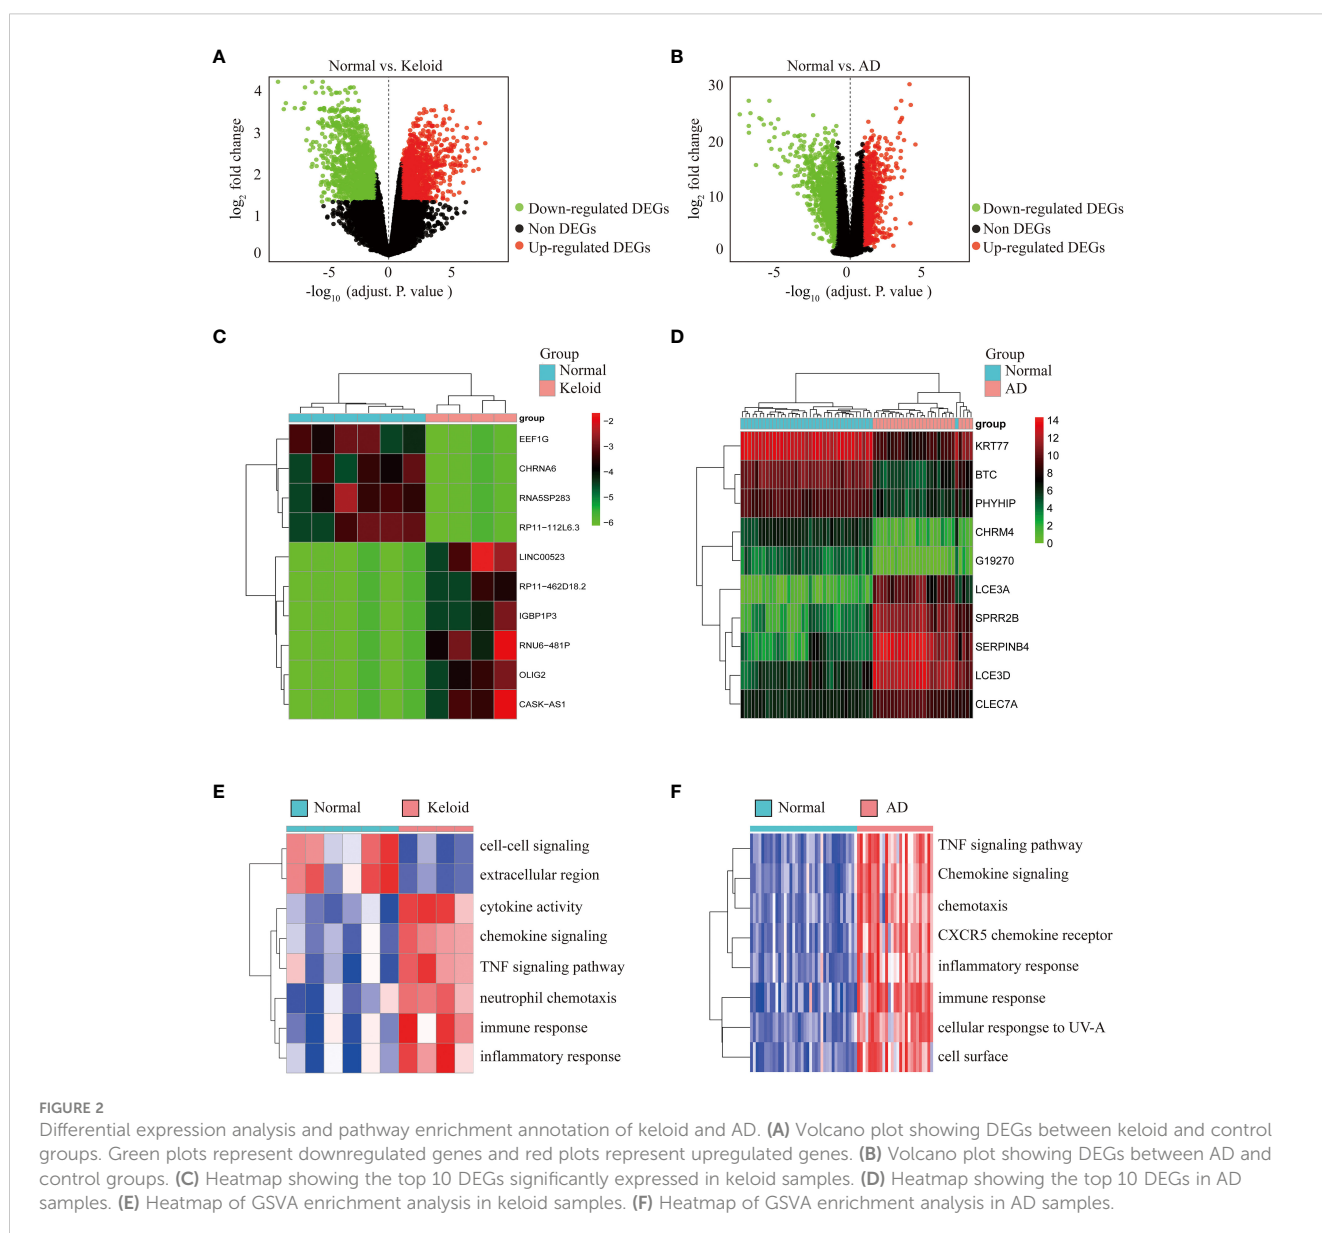 A
Normal vs. Keloid
4
3
2
1
0
log2 fold change
-5
0
5
-log10 (adjust. P. value )
Down-regulated DEGs
Non DEGs
Up-regulated DEGs
B
Normal vs. AD
30
20
10
0
log2 fold change
-5
0
5
-log10 (adjust. P. value )
Down-regulated DEGs
Non DEGs
Up-regulated DEGs
C
Group
Normal
Keloid
group
EEF1G
CHRNA6
RNA5SP283
RP11-112L6.3
LINC00523
RP11-462D18.2
IGBP1P3
RNU6-481P
OLIG2
CASK-AS1
-2
-3
-4
-5
-6
D
Group
Normal
AD
group
KRT77
BTC
PHYHIP
CHRM4
G19270
LCE3A
SPRR2B
SERPINB4
LCE3D
CLEC7A
14
12
10
8
6
4
2
0
E
Normal
Keloid
cell-cell signaling
extracellular region
cytokine activity
chemokine signaling
TNF signaling pathway
neutrophil chemotaxis
immune response
inflammatory response
F
Normal
AD
TNF signaling pathway
Chemokine signaling
chemotaxis
CXCR5 chemokine receptor
inflammatory response
immune response
cellular respongse to UV-A
cell surface
FIGURE 2
Differential expression analysis and pathway enrichment annotation of keloid and AD. (A) Volcano plot showing DEGs between keloid and control
groups. Green plots represent downregulated genes and red plots represent upregulated genes. (B) Volcano plot showing DEGs between AD and
control groups. (C) Heatmap showing the top 10 DEGs significantly expressed in keloid samples. (D) Heatmap showing the top 10 DEGs in AD
samples. (E) Heatmap of GSVA enrichment analysis in keloid samples. (F) Heatmap of GSVA enrichment analysis in AD samples.